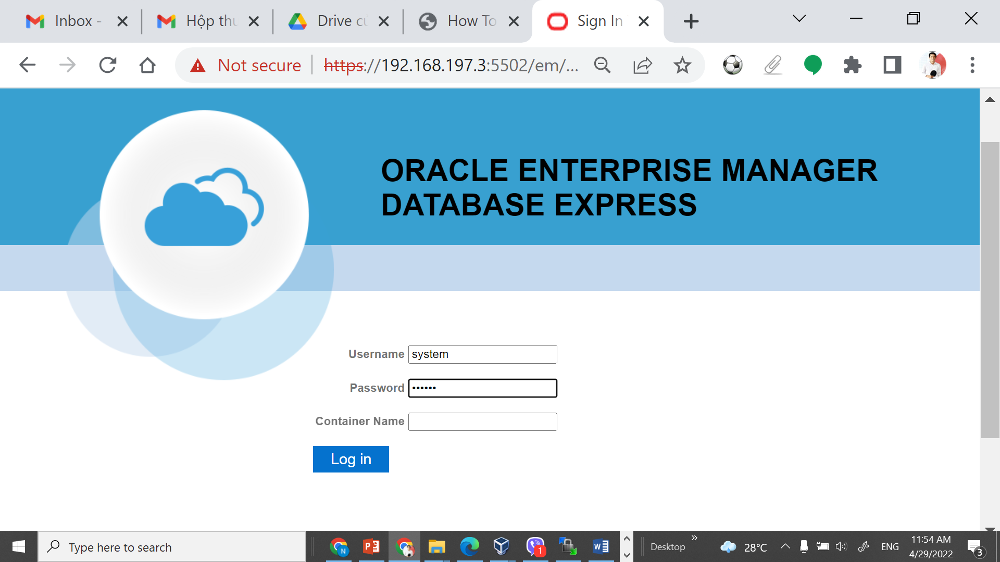 Inbox -
Hộp thư
Drive củ
How To
Sign In
Not secure
https://192.168.197.3:5502/em/...
ORACLE ENTERPRISE MANAGER
DATABASE EXPRESS
Username
system
Password
••••••
Container Name
Log in
Type here to search
N
1
Desktop
28°C
ENG
11:54 AM
4/29/2022
3